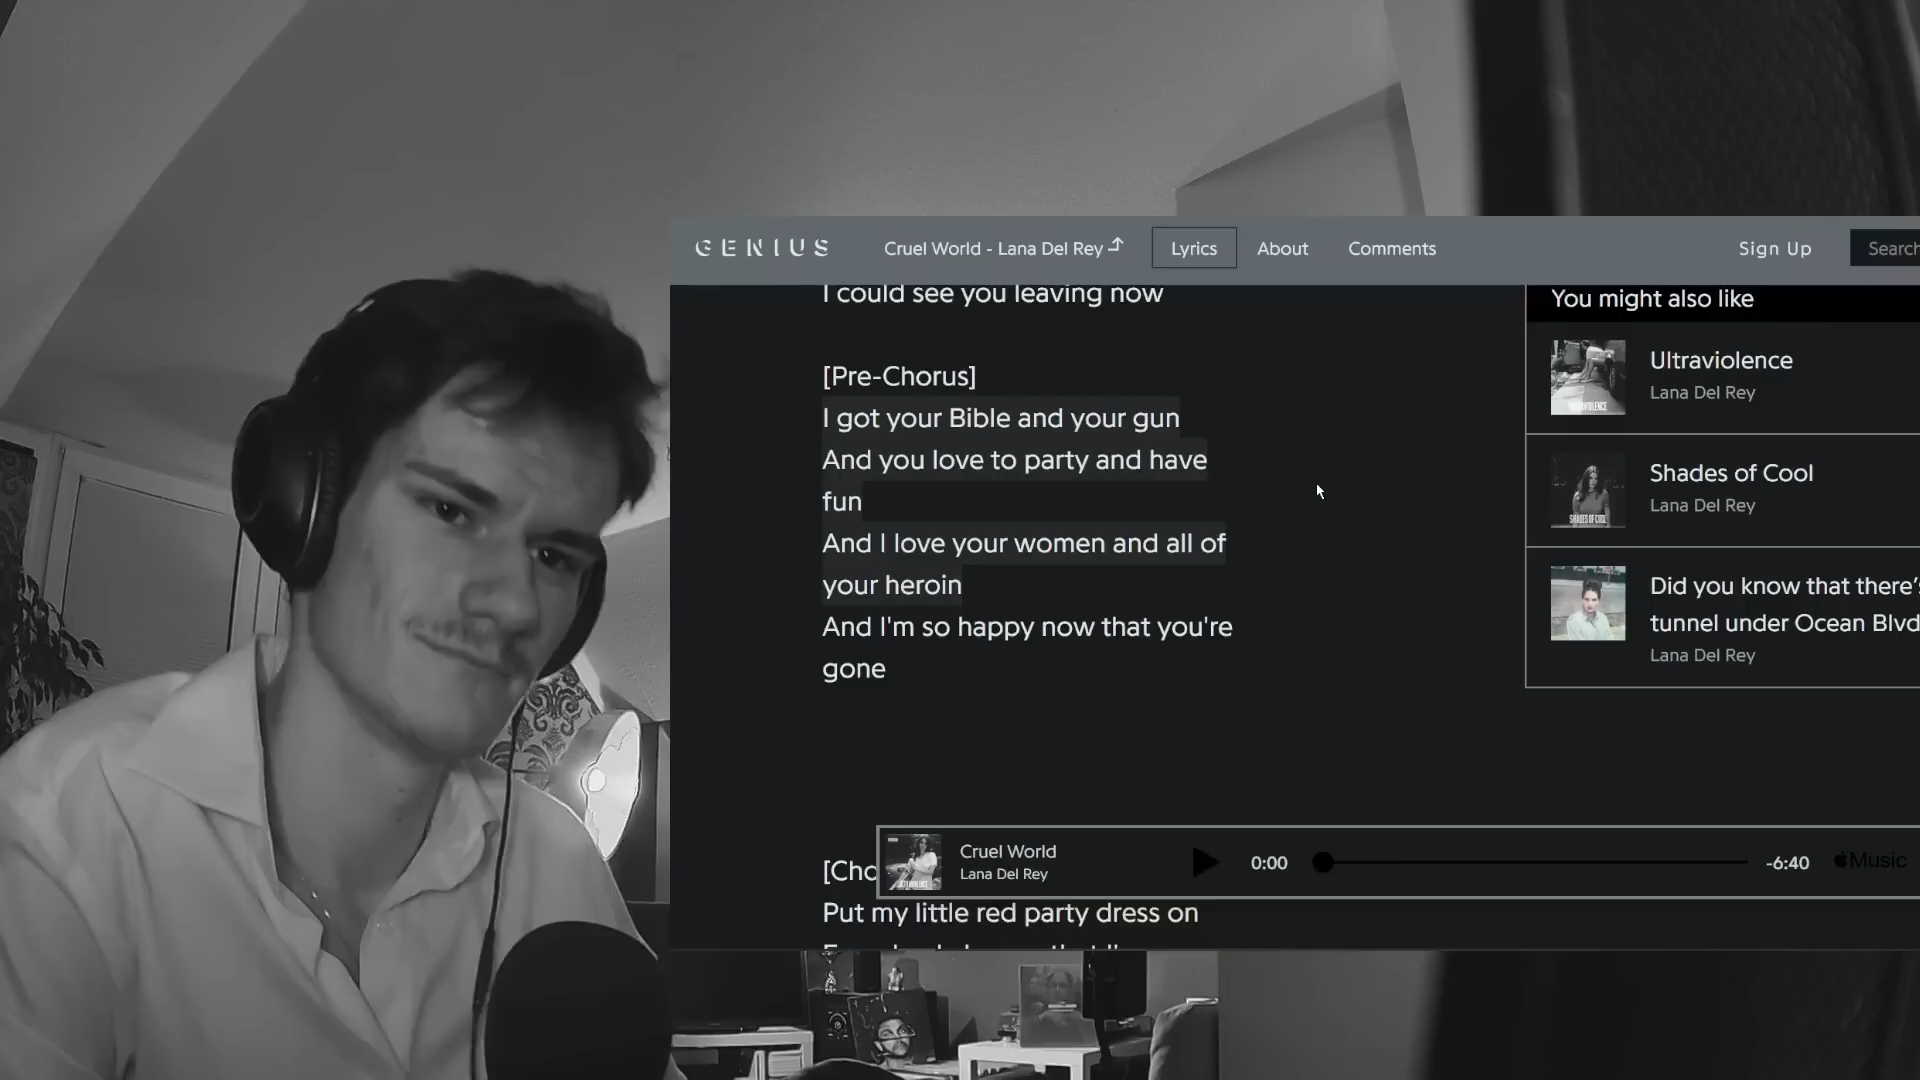 GENIUS
Cruel World - Lana Del Rey
Lyrics
About
Comments
Sign Up
Search
I could see you leaving now
[Pre-Chorus]
I got your Bible and your gun
And you love to party and have
fun
And I love your women and all of
your heroin
And I'm so happy now that you're
gone
[Cho
Put my little red party dress on
You might also like
Ultraviolence
Lana Del Rey
Shades of Cool
Lana Del Rey
Did you know that there's
tunnel under Ocean Blvd
Lana Del Rey
Cruel World
Lana Del Rey
0:00
-6:40
Music